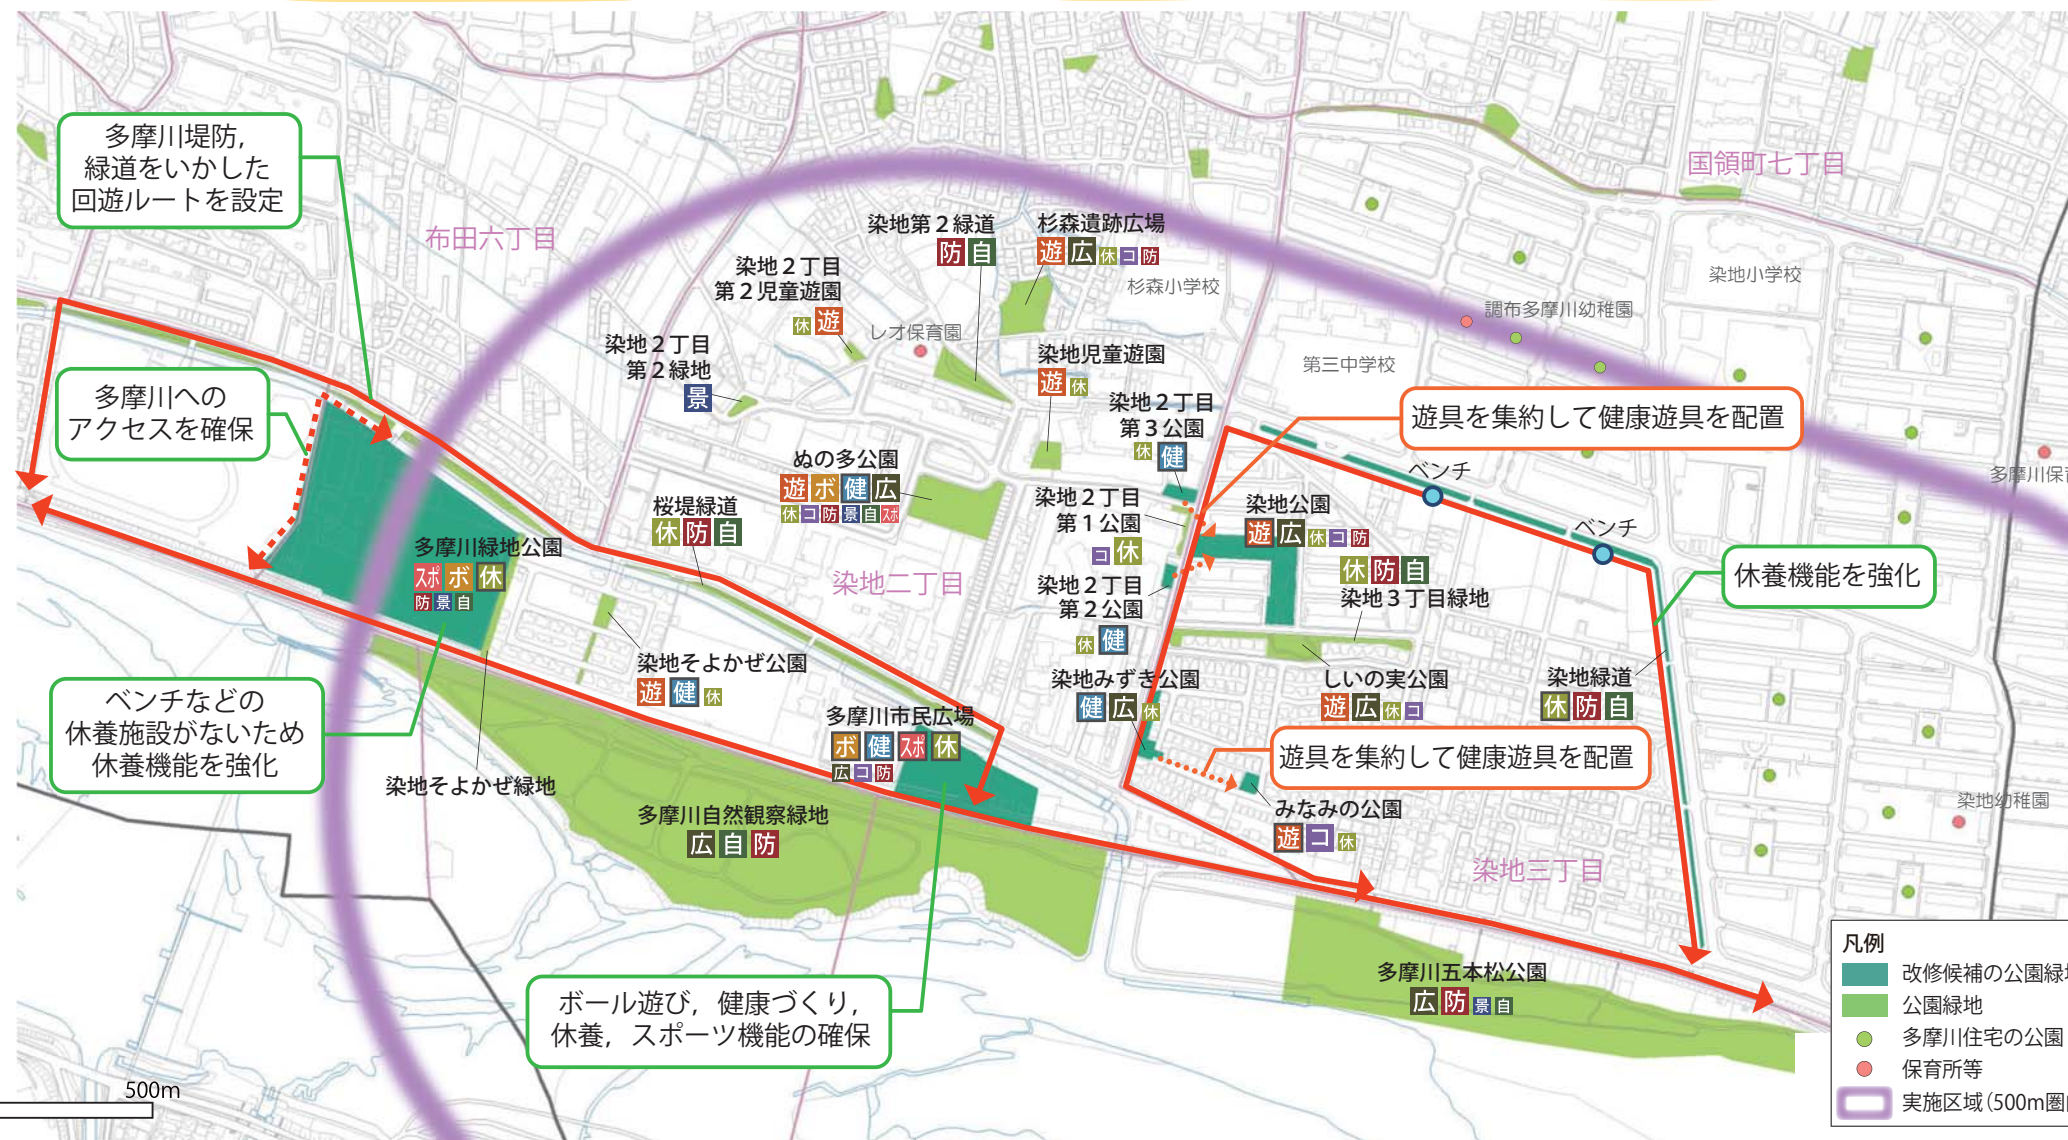 多摩川堤防,
緑道をいかした
回遊ルートを設定
布田六丁目
国領町七丁目
染地第２緑道
防自
杉森遺跡広場
遊広休コ防
杉森小学校
染地２丁目
第２児童遊園
休遊
レオ保育園
染地２丁目
第２緑地
景
染地児童遊園
遊休
染地小学校
調布多摩川幼稚園
第三中学校
多摩川への
アクセスを確保
遊具を集約して健康遊具を配置
染地２丁目
第３公園
休健
ぬの多公園
遊ボ健広
休コ防景自スポ
桜堤緑道
休防自
染地２丁目
第１公園
コ休
染地公園
遊広休コ防
ベンチ
ベンチ
多摩川保育
多摩川緑地公園
スポボ休
防景自
染地二丁目
染地２丁目
第２公園
休健
休防自
染地３丁目緑地
休養機能を強化
染地そよかぜ公園
遊健休
染地みずき公園
健広休
しいの実公園
遊広休コ
染地緑道
休防自
ベンチなどの
休養施設がないため
休養機能を強化
染地そよかぜ緑地
多摩川市民広場
ボ健スポ休
広コ防
遊具を集約して健康遊具を配置
みなみの公園
遊コ休
多摩川自然観察緑地
広自防
染地幼稚園
染地三丁目
ボール遊び，健康づくり，
休養，スポーツ機能の確保
多摩川五本松公園
広防景自
500m
凡例
改修候補の公園緑地
公園緑地
多摩川住宅の公園
保育所等
実施区域（500m圏